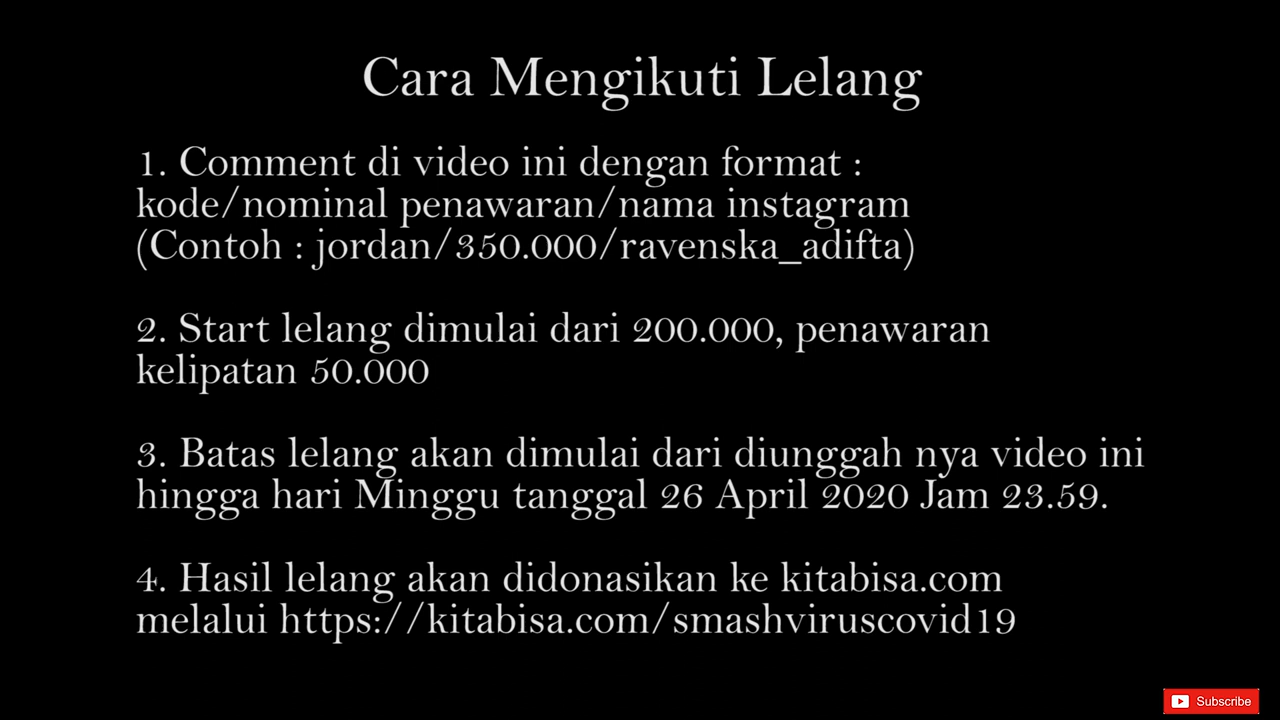 Cara Mengikuti Lelang
1. Comment di video ini dengan format :
kode/nominal penawaran/nama instagram
(Contoh : jordan/350.000/ravenska_adifta)
2. Start lelang dimulai dari 200.000, penawaran
kelipatan 50.000
3. Batas lelang akan dimulai dari diunggah nya video ini
hingga hari Minggu tanggal 26 April 2020 Jam 23.59.
4. Hasil lelang akan didonasikan ke kitabisa.com
melalui https://kitabisa.com/smashviruscovid19
Subscribe